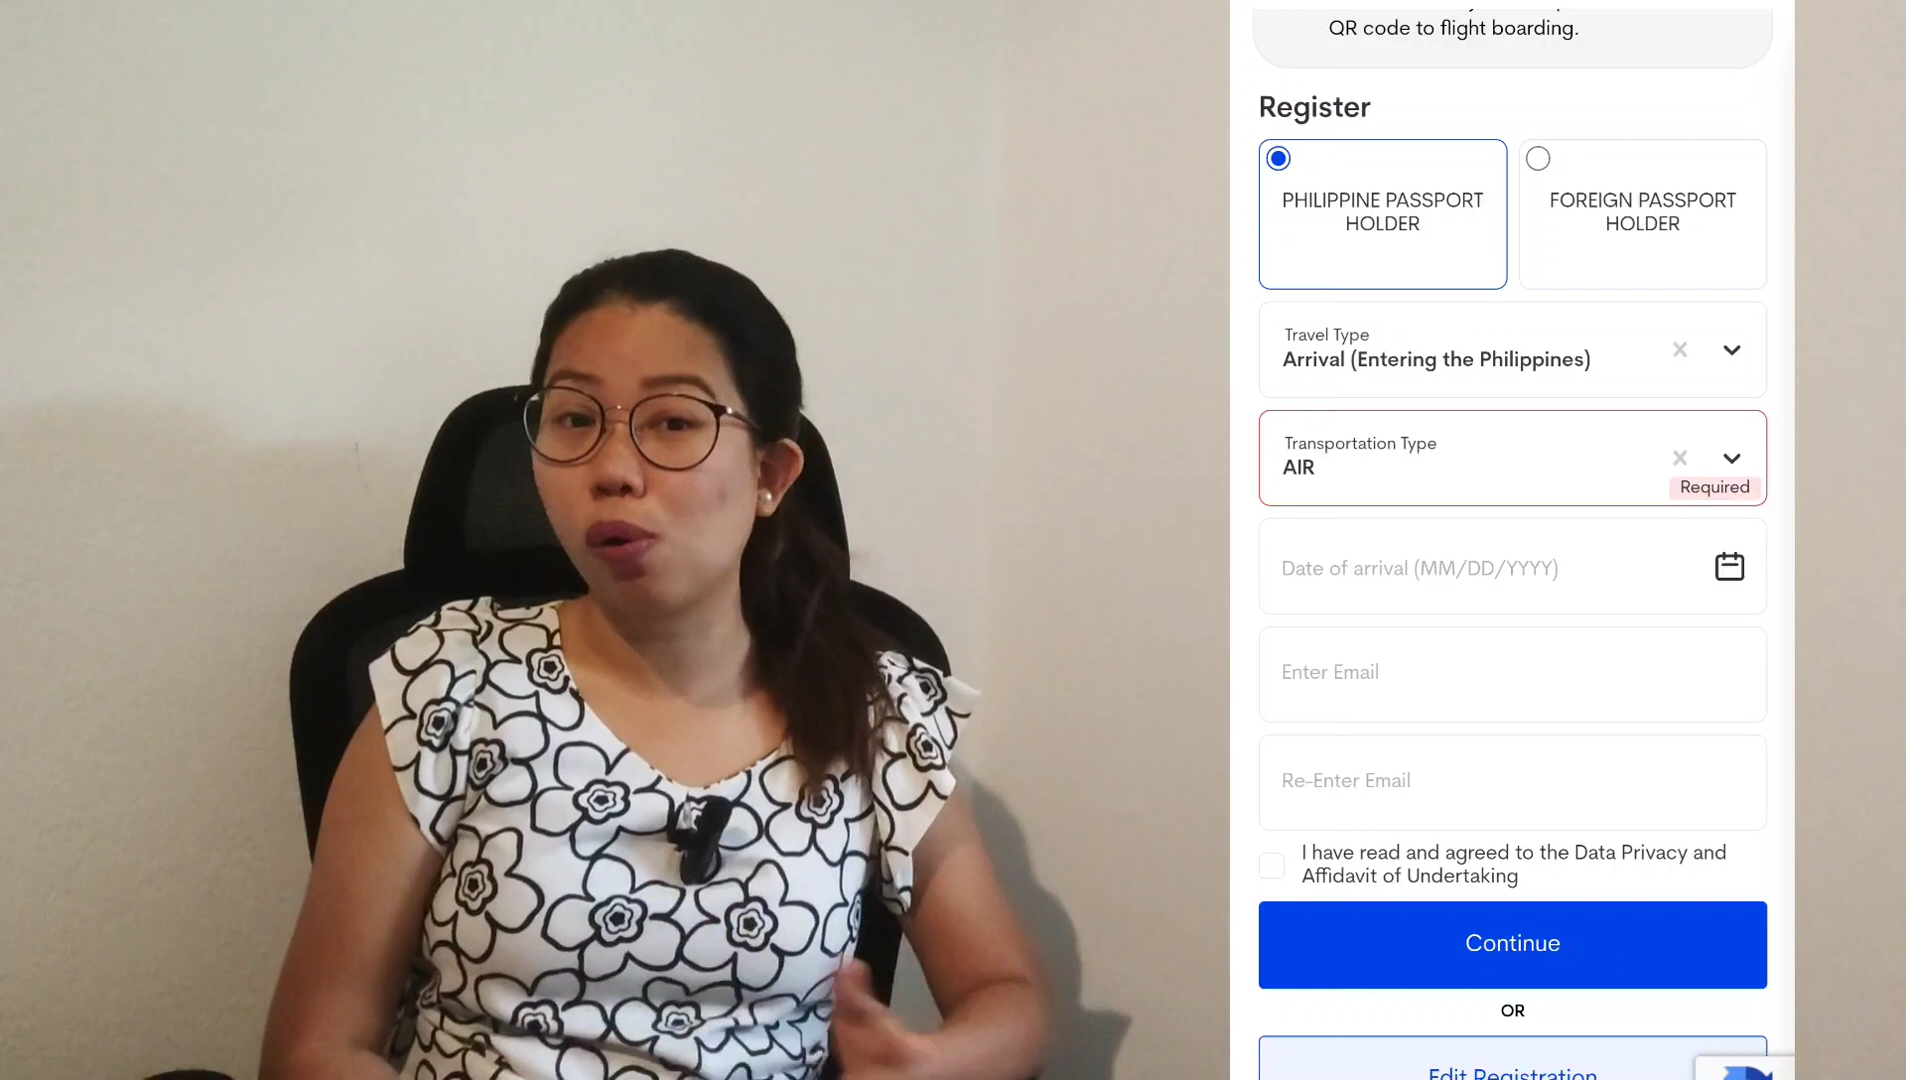 QR code to flight boarding.
Register
PHILIPPINE PASSPORT
HOLDER
FOREIGN PASSPORT
HOLDER
Travel Type
Arrival (Entering the Philippines)
Transportation Type
AIR
Required
Date of arrival (MM/DD/YYYY)
Enter Email
Re-Enter Email
I have read and agreed to the Data Privacy and
Affidavit of Undertaking
Continue
OR
Edit Registration